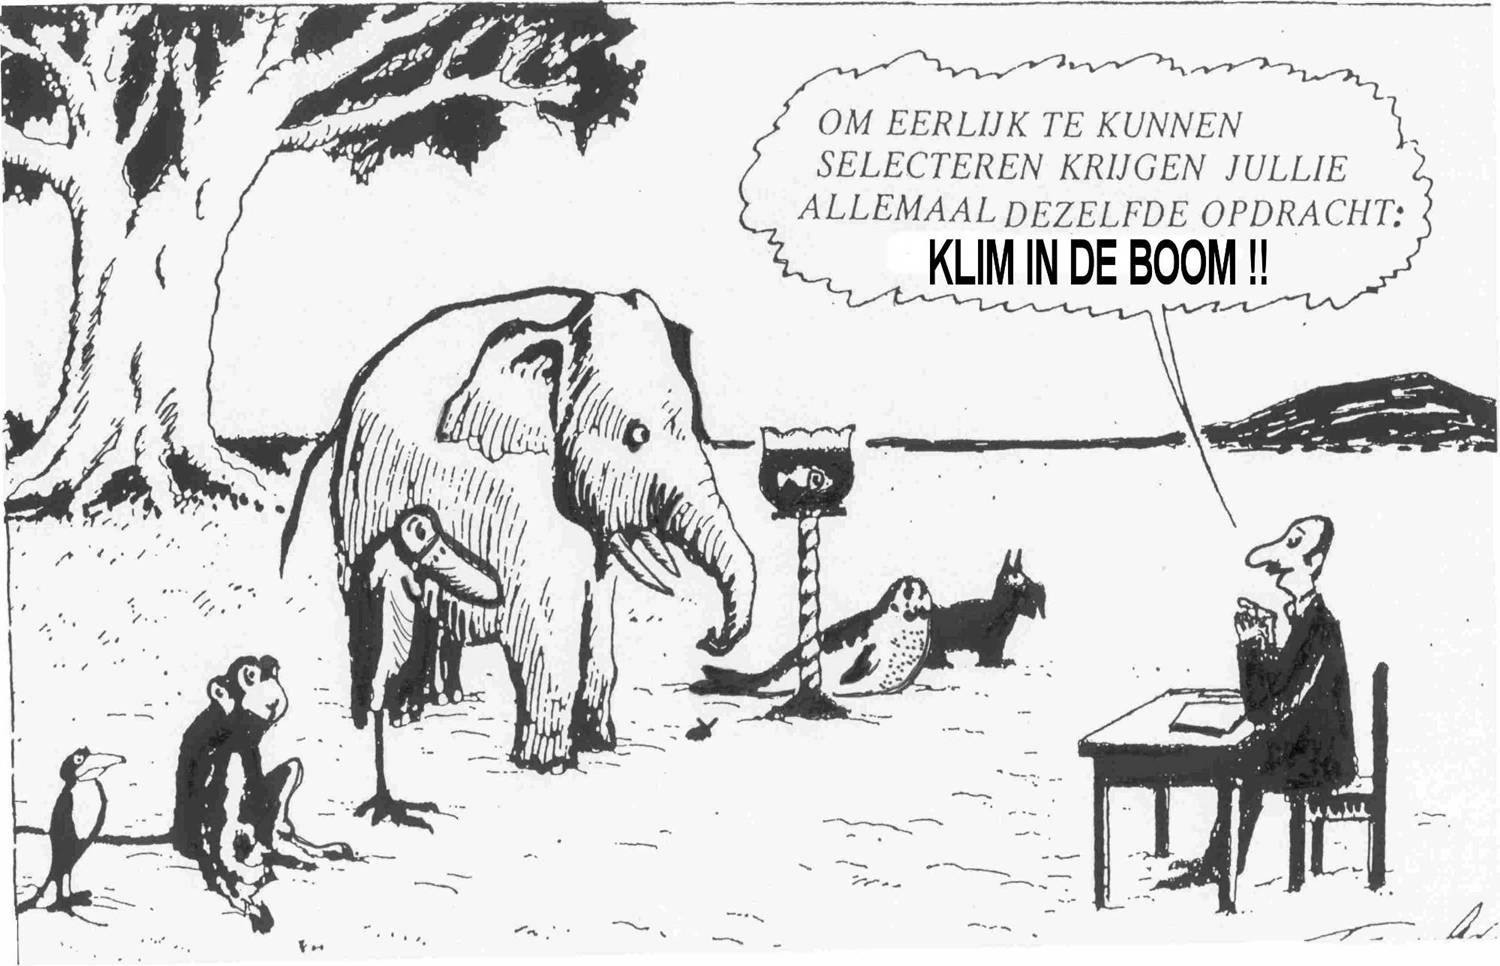 OM EERLIJK TE KUNNEN
SELECTEREN KRIJGEN JULLIE
ALLEMAAL DEZELFDE OPDRACHT:
KLIM IN DE BOOM !!